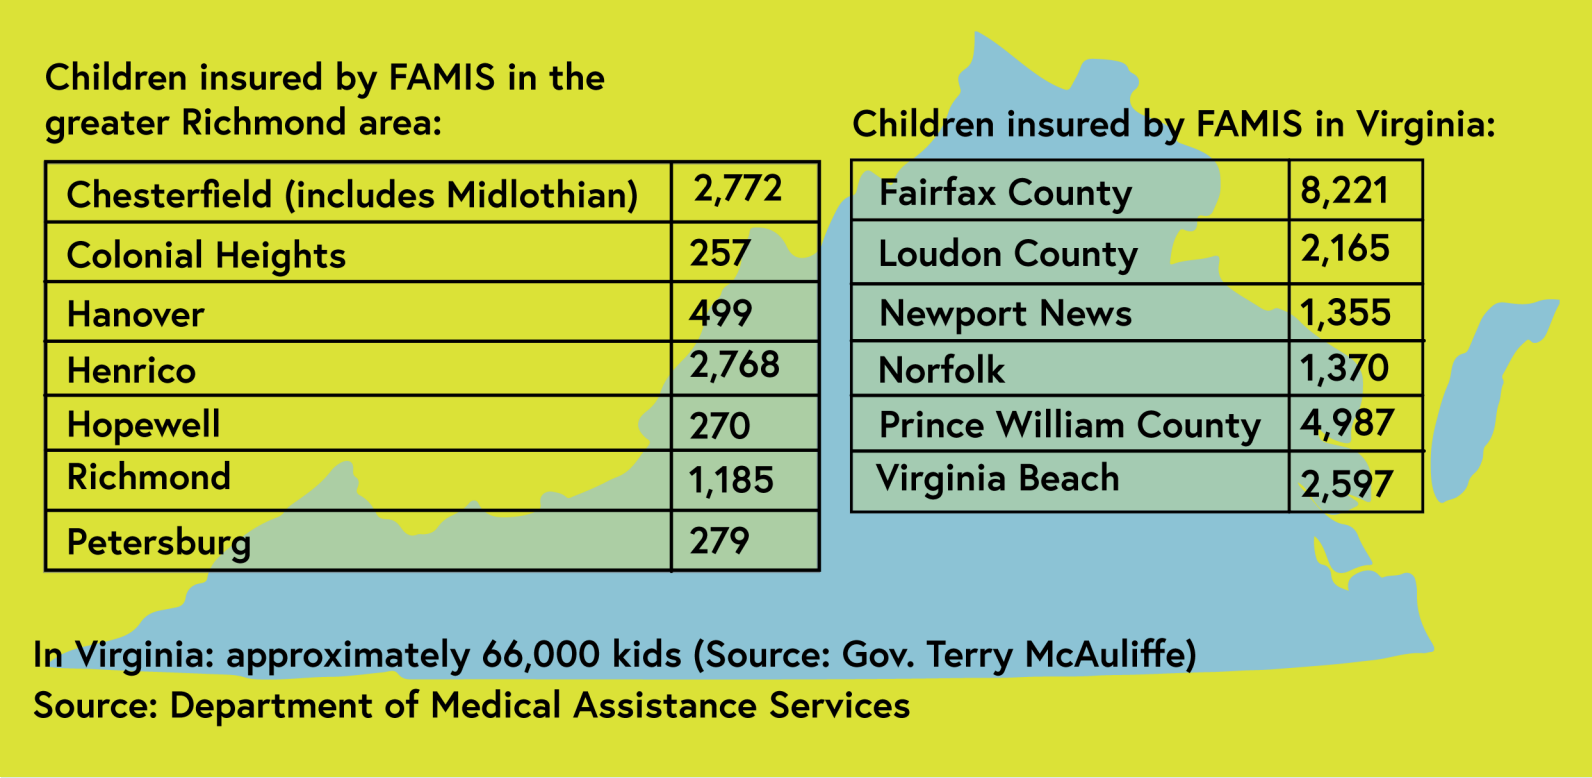 Children insured by FAMIS in the
greater Richmond area:
Chesterfield (includes Midlothian) 2,772
Colonial Heights 257
Hanover 499
Henrico 2,768
Hopewell 270
Richmond 1,185
Petersburg 279
Children insured by FAMIS in Virginia:
Fairfax County 8,221
Loudon County 2,165
Newport News 1,355
Norfolk 1,370
Prince William County 4,987
Virginia Beach 2,597
In Virginia: approximately 66,000 kids (Source: Gov. Terry McAuliffe)
Source: Department of Medical Assistance Services